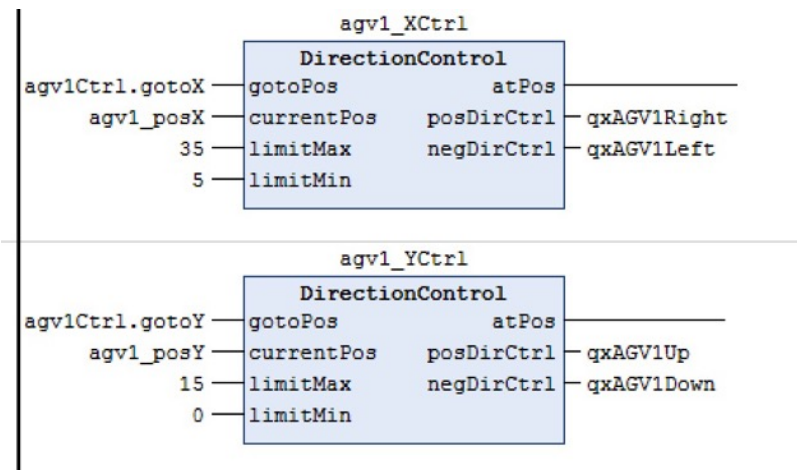 agv1_XCtrl
DirectionControl
agv1Ctrl.gotoX gotoPos atPos
agv1_posX currentPos posDirCtrl qxAGV1Right
35 limitMax negDirCtrl qxAGV1Left
5 limitMin
agv1_YCtrl
DirectionControl
agv1Ctrl.gotoY gotoPos atPos
agv1_posY currentPos posDirCtrl qxAGV1Up
15 limitMax negDirCtrl qxAGV1Down
0 limitMin